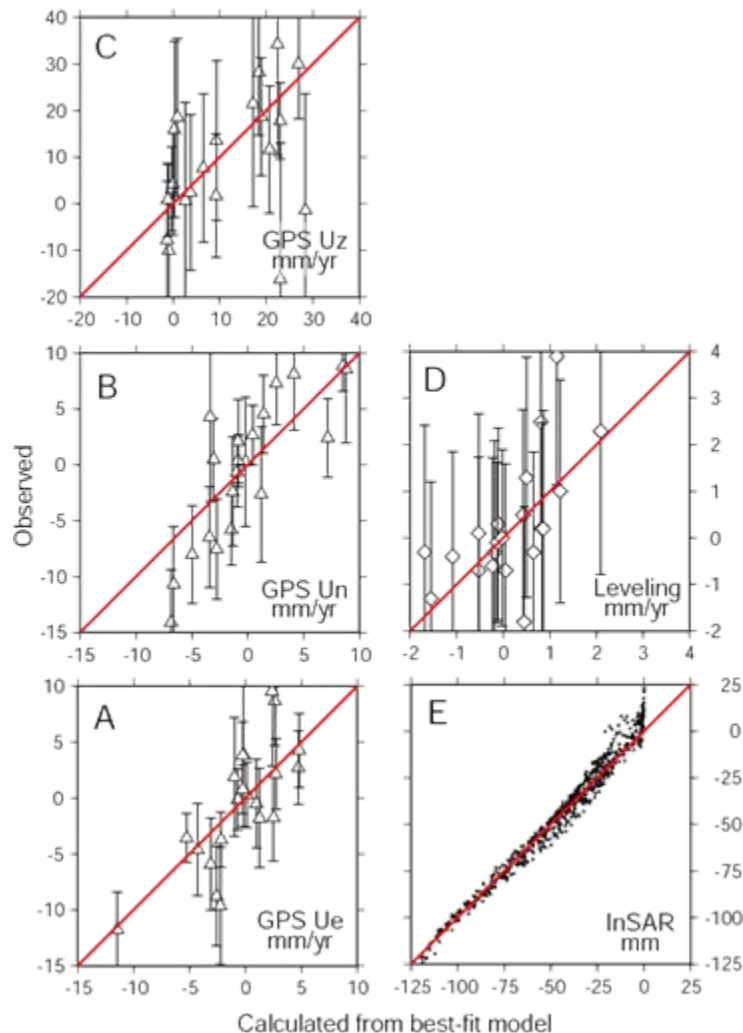 40
30
20
10
0
-10
-20
C
GPS Uz
mm/yr
-20 -10 0 10 20 30 40
10
5
0
-5
-10
-15
B
GPS Un
mm/yr
-15 -10 -5 0 5 10
D
Leveling
mm/yr
4
3
2
1
0
-1
-2
-2 -1 0 1 2 3 4
Observed
10
5
0
-5
-10
-15
A
GPS Ue
mm/yr
-15 -10 -5 0 5 10
E
InSAR
mm
25
0
-25
-50
-75
-100
-125
-125 -100 -75 -50 -25 0 25
Calculated from best-fit model